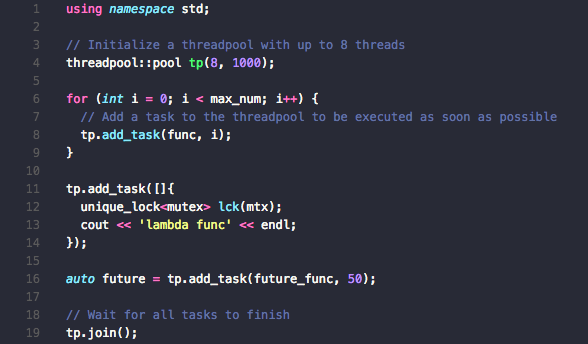 1 using namespace std;
2
3 // Initialize a threadpool with up to 8 threads
4 threadpool::pool tp(8, 1000);
5
6 for (int i = 0; i < max_num; i++) {
7   // Add a task to the threadpool to be executed as soon as possible
8   tp.add_task(func, i);
9 }
10
11 tp.add_task([]{
12   unique_lock<mutex> lck(mtx);
13   cout << 'lambda func' << endl;
14 });
15
16 auto future = tp.add_task(future_func, 50);
17
18 // Wait for all tasks to finish
19 tp.join();